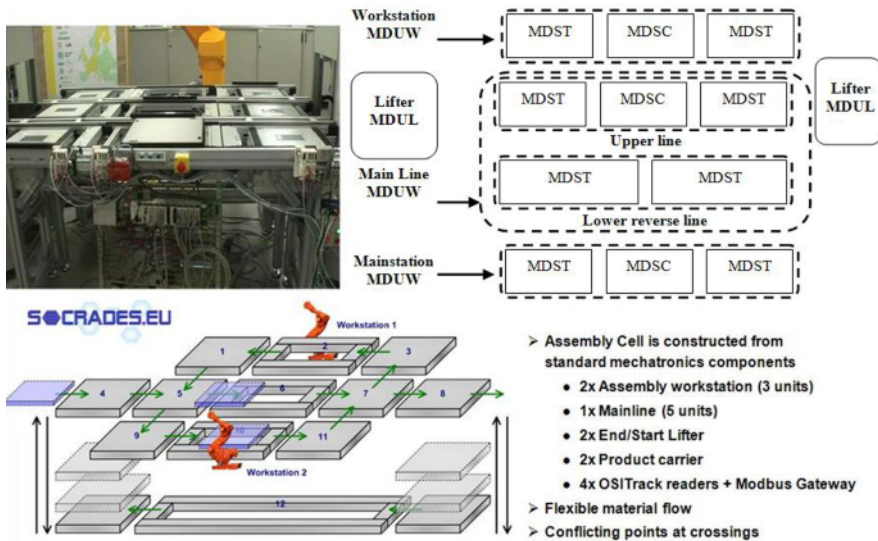 Workstation
MDUW
MDST
MDSC
MDST
Lifter
MDUL
MDST
MDSC
MDST
Upper line
Lifter
MDUL
Main Line
MDUW
MDST
MDST
Lower reverse line
Mainstation
MDUW
MDST
MDSC
MDST
SOCRADES.EU
Workstation 1
1
2
3
4
5
6
7
8
9
10
11
Workstation 2
12
➢ Assembly Cell is constructed from
standard mechatronics components
● 2x Assembly workstation (3 units)
● 1x Mainline (5 units)
● 2x End/Start Lifter
● 2x Product carrier
● 4x OSITrack readers + Modbus Gateway
➢ Flexible material flow
➢ Conflicting points at crossings